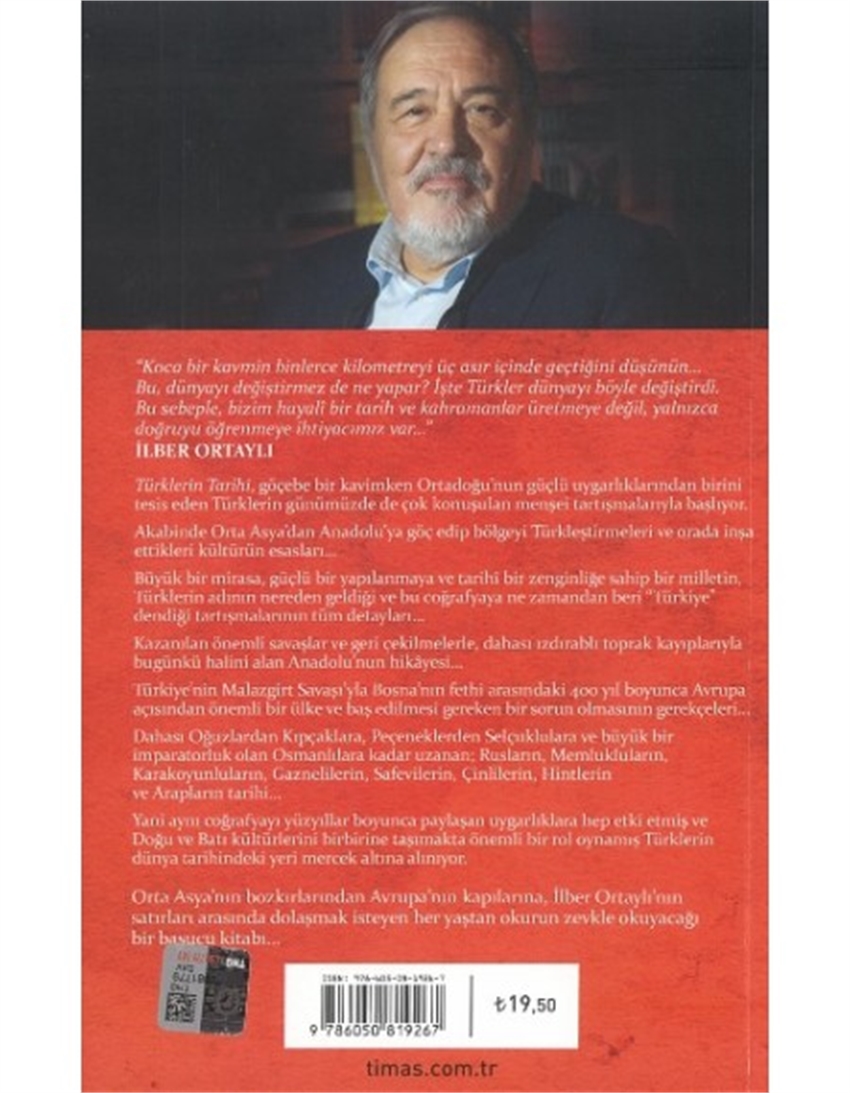 “Koca bir kavmin binlerce kilometreyi üç asır içinde geçtiğini düşünün...
Bu, dünyayı değiştirmez de ne yapar? İşte Türkler dünyayı böyle değiştirdi.
Bu sebeple, bizim hayalî bir tarih ve kahramanlar üretmeye değil, yalnızca
doğruyu öğrenmeye ihtiyacımız var...”
İLBER ORTAYLI
Türklerin Tarihi, göçebe bir kavimken Ortadoğu’nun güçlü uygarlıklarından birini
tesis eden Türklerin günümüzde de çok konuşulan menşei tartışmalarıyla başlıyor.
Akabinde Orta Asya’dan Anadolu’ya göç edip bölgeyi Türkleştirmeleri ve orada inşa
ettikleri kültürün esasları...
Büyük bir mirasa, güçlü bir yapılanmaya ve tarihî bir zenginliğe sahip bir milletin,
Türklerin adının nereden geldiği ve bu coğrafyaya ne zamandan beri “Türkiye”
dendiği tartışmalarının tüm detayları...
Kazanılan önemli savaşlar ve geri çekilmelerle, dahası ızdırablı toprak kayıplarıyla
bugünkü halini alan Anadolu’nun hikâyesi...
Türkiye’nin Malazgirt Savaşı’yla Bosna’nın fethi arasındaki 400 yıl boyunca Avrupa
açısından önemli bir ülke ve baş edilmesi gereken bir sorun olmasının gerekçeleri...
Dahası Oğuzlardan Kıpçaklara, Peçeneklerden Selçuklulara ve büyük bir
imparatorluk olan Osmanlılara kadar uzanan; Rusların, Memlukluların,
Karakoyunluların, Gaznelilerin, Safevilerin, Çinlilerin, Hintlerin
ve Arapların tarihi...
Yani aynı coğrafyayı yüzyıllar boyunca paylaşan uygarlıklara hep etki etmiş ve
Doğu ve Batı kültürlerini birbirine taşımakta önemli bir rol oynamış Türklerin
dünya tarihindeki yeri mercek altına alınıyor.
Orta Asya’nın bozkırlarından Avrupa’nın kapılarına, İlber Ortaylı’nın
satırları arasında dolaşmak isteyen her yaştan okurun zevkle okuyacağı
bir başucu kitabı...
ISBN: 978-605-08-1926-7
₺19,50
9 786050 819267
timas.com.tr